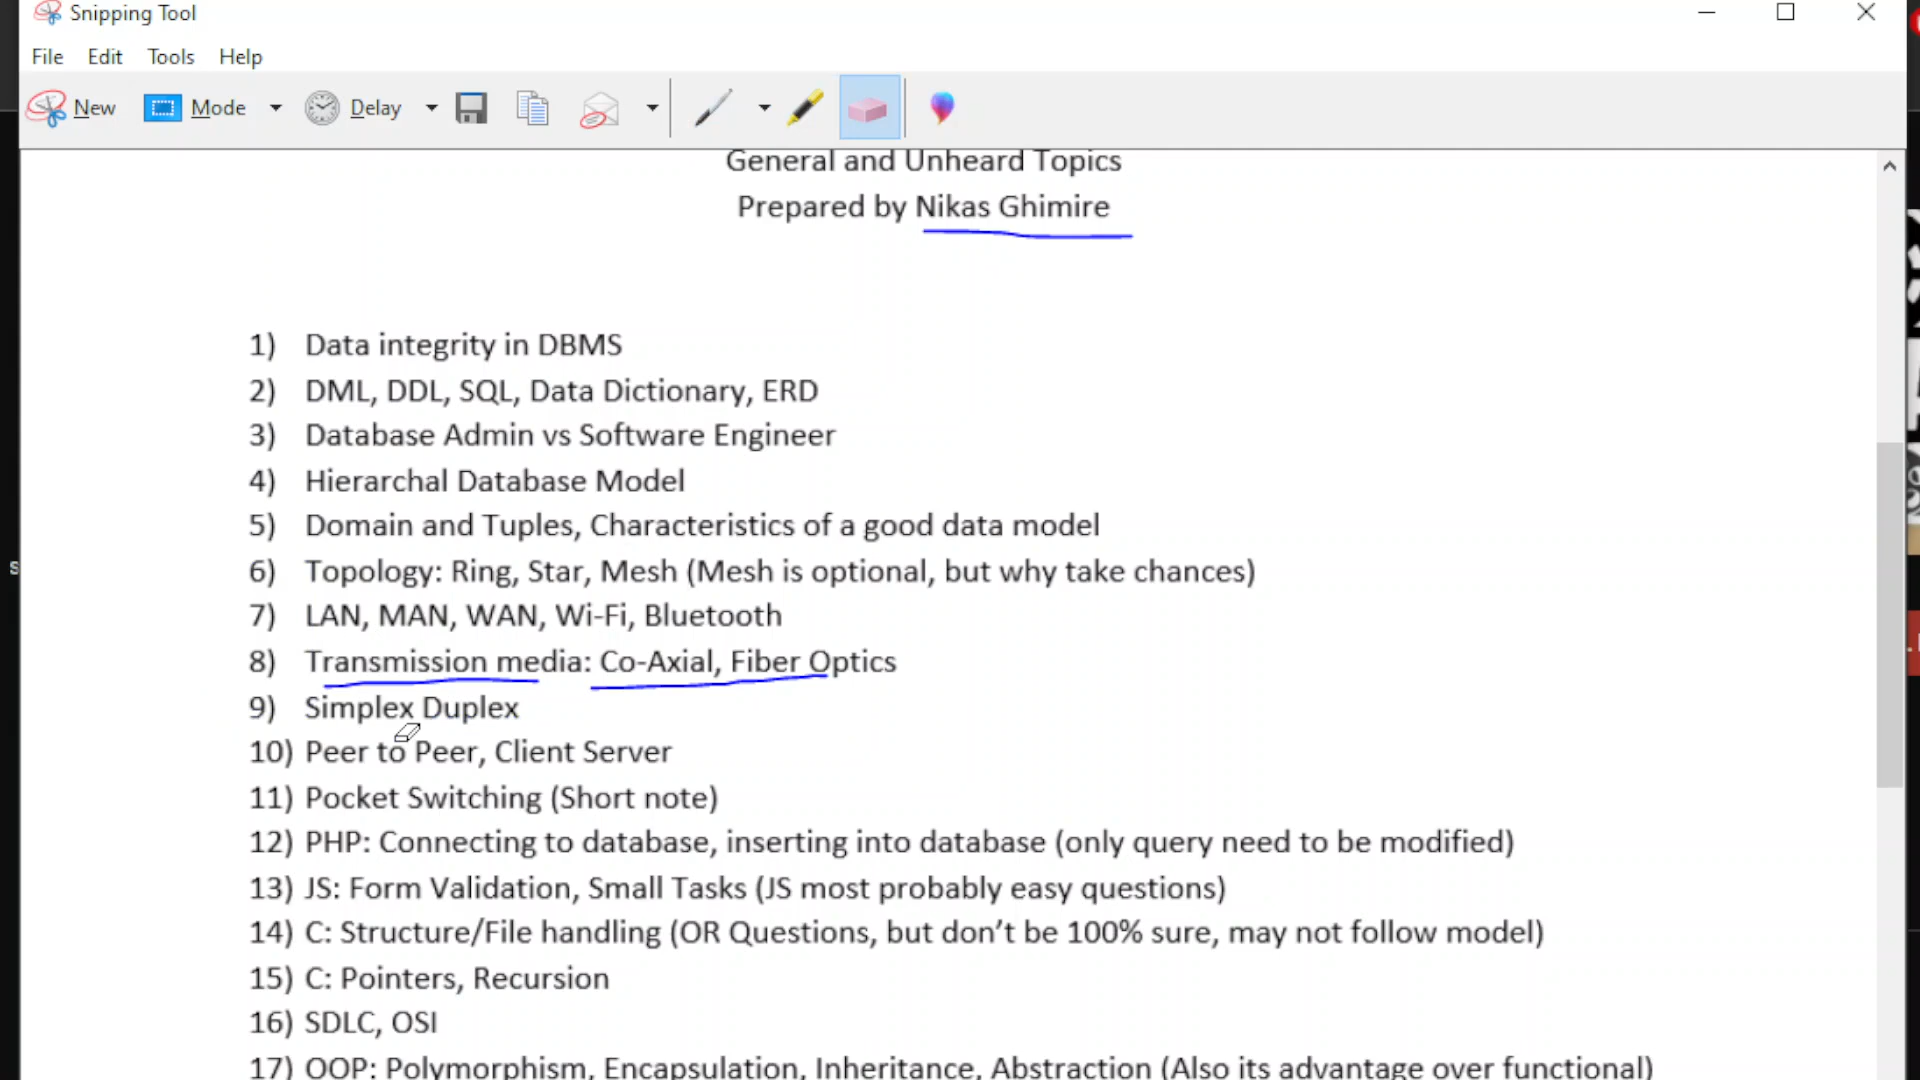 Snipping Tool
File Edit Tools Help
New Mode Delay
General and Unheard Topics
Prepared by Nikas Ghimire
1) Data integrity in DBMS
2) DML, DDL, SQL, Data Dictionary, ERD
3) Database Admin vs Software Engineer
4) Hierarchal Database Model
5) Domain and Tuples, Characteristics of a good data model
6) Topology: Ring, Star, Mesh (Mesh is optional, but why take chances)
7) LAN, MAN, WAN, Wi-Fi, Bluetooth
8) Transmission media: Co-Axial, Fiber Optics
9) Simplex Duplex
10) Peer to Peer, Client Server
11) Pocket Switching (Short note)
12) PHP: Connecting to database, inserting into database (only query need to be modified)
13) JS: Form Validation, Small Tasks (JS most probably easy questions)
14) C: Structure/File handling (OR Questions, but don’t be 100% sure, may not follow model)
15) C: Pointers, Recursion
16) SDLC, OSI
17) OOP: Polymorphism, Encapsulation, Inheritance, Abstraction (Also its advantage over functional)